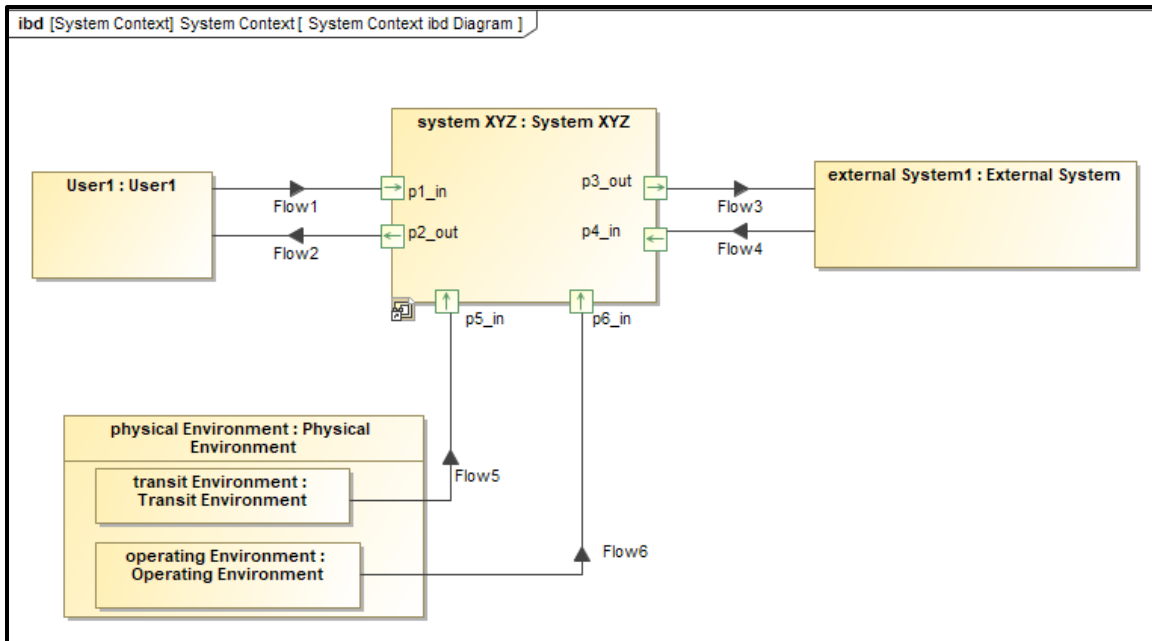 ibd [System Context] System Context [ System Context ibd Diagram ]
system XYZ : System XYZ
User1 : User1
p1_in
p3_out
external System1 : External System
Flow1
Flow3
p2_out
p4_in
Flow2
Flow4
p5_in
p6_in
physical Environment : Physical
Environment
transit Environment :
Transit Environment
Flow5
operating Environment :
Operating Environment
Flow6